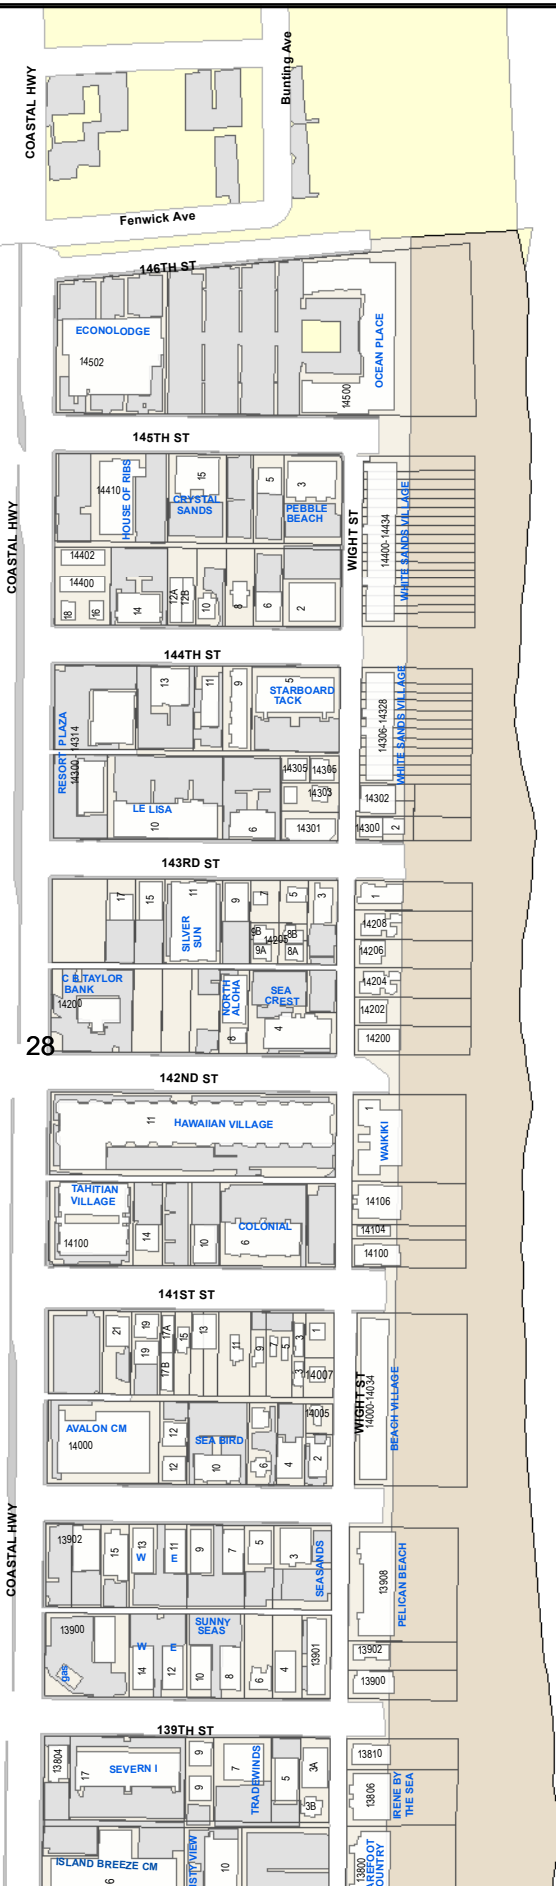 COASTAL HWY
Bunting Ave
Fenwick Ave
146TH ST
ECONOLODGE
14502
OCEAN PLACE
14500
145TH ST
COASTAL HWY
14410
HOUSE OF RIBS
15
CRYSTAL
SANDS
5
3
PEBBLE
BEACH
WIGHT ST
14400-14434
WHITE SANDS VILLAGE
14402
14400
18
16
14
12A
12B
10
8
6
2
144TH ST
RESORT PLAZA
14300 - 14314
13
11
9
5
STARBOARD
TACK
14306-14328
WHITE SANDS VILLAGE
LE LISA
10
6
14305
14306
14303
14301
14302
14300
2
143RD ST
17
15
11
SILVER
SUN
9
7
5
3
9B
14205
8B
9A
8A
1
14208
14206
14204
14202
14200
C B TAYLOR
BANK
14200
NORTH
ALOHA
8
SEA
CREST
4
28
142ND ST
11
HAWAIIAN VILLAGE
1
WAIKIKI
TAHITIAN
VILLAGE
14100
14
10
COLONIAL
6
14106
14104
14100
141ST ST
21
19
19
17A
17B
15
13
11
9
7
5
3
3
1
14007
WIGHT ST
14000-14034
BEACH VILLAGE
AVALON CM
14000
12
12
SEA BIRD
10
6
4
14005
2
COASTAL HWY
13902
15
13
W
11
E
9
7
5
3
SEASANDS
13908
PELICAN BEACH
13900
gas
W
14
E
12
SUNNY
SEAS
10
8
6
4
13901
13902
13900
139TH ST
13804
17
SEVERN I
9
9
7
TRADEWINDS
5
3A
3B
13810
13806
IRENE BY
THE SEA
ISLAND BREEZE CM
6
10
13800